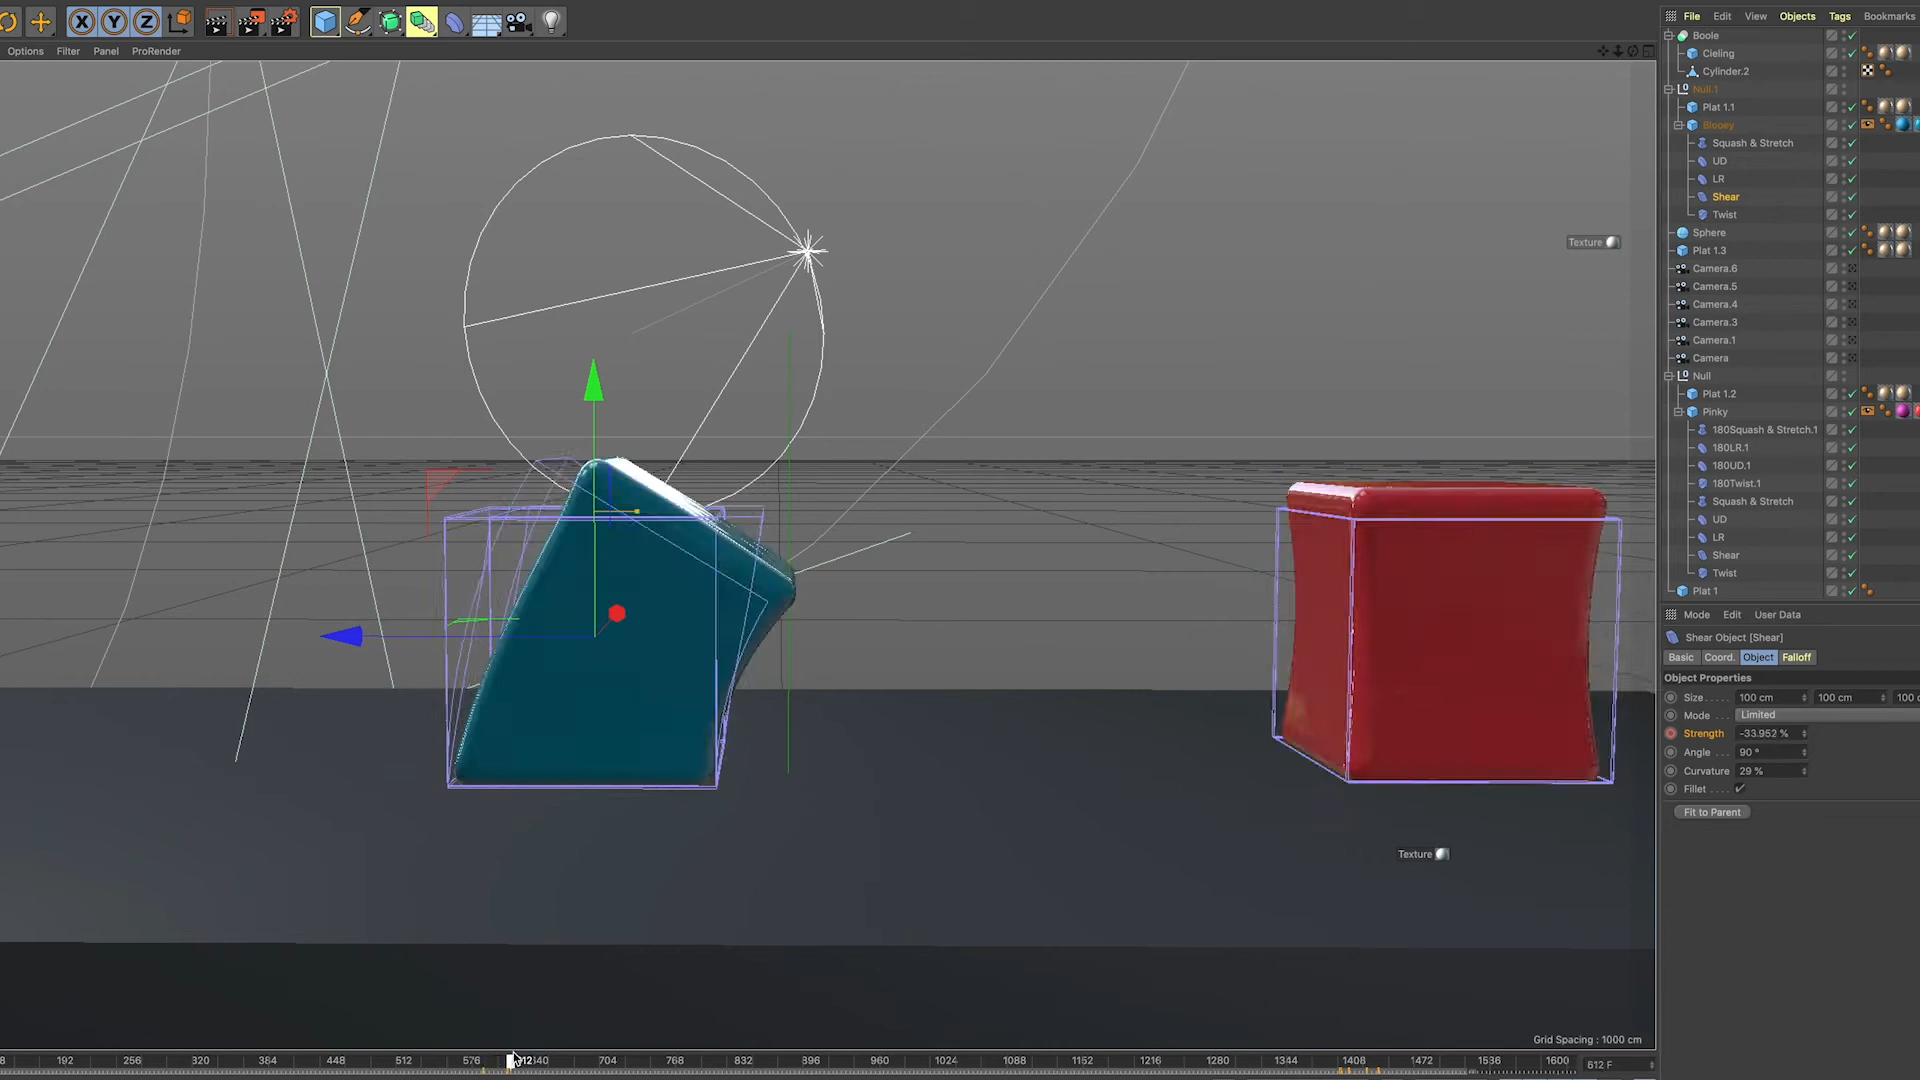 X Y Z
File Edit View Objects Tags Bookmarks
Options Filter Panel ProRender
Boole
Cieling
Cylinder.2
Null.1
Plat 1.1
Blooey
Squash & Stretch
UD
LR
Shear
Twist
Sphere
Texture
Plat 1.3
Camera.6
Camera.5
Camera.4
Camera.3
Camera.1
Camera
Null
Plat 1.2
Pinky
180Squash & Stretch.1
180LR.1
180UD.1
180Twist.1
Squash & Stretch
UD
LR
Shear
Twist
Plat 1
Mode Edit User Data
Shear Object [Shear]
Basic Coord. Object Falloff
Object Properties
Size 100 cm 100 cm
Mode Limited
Strength -33.952 %
Angle 90 °
Curvature 29 %
Fillet
Fit to Parent
Texture
Grid Spacing : 1000 cm
192 256 320 384 448 512 576 704 768 832 896 960 1024 1088 1152 1216 1280 1344 1408 1472 1536 1600 612 F